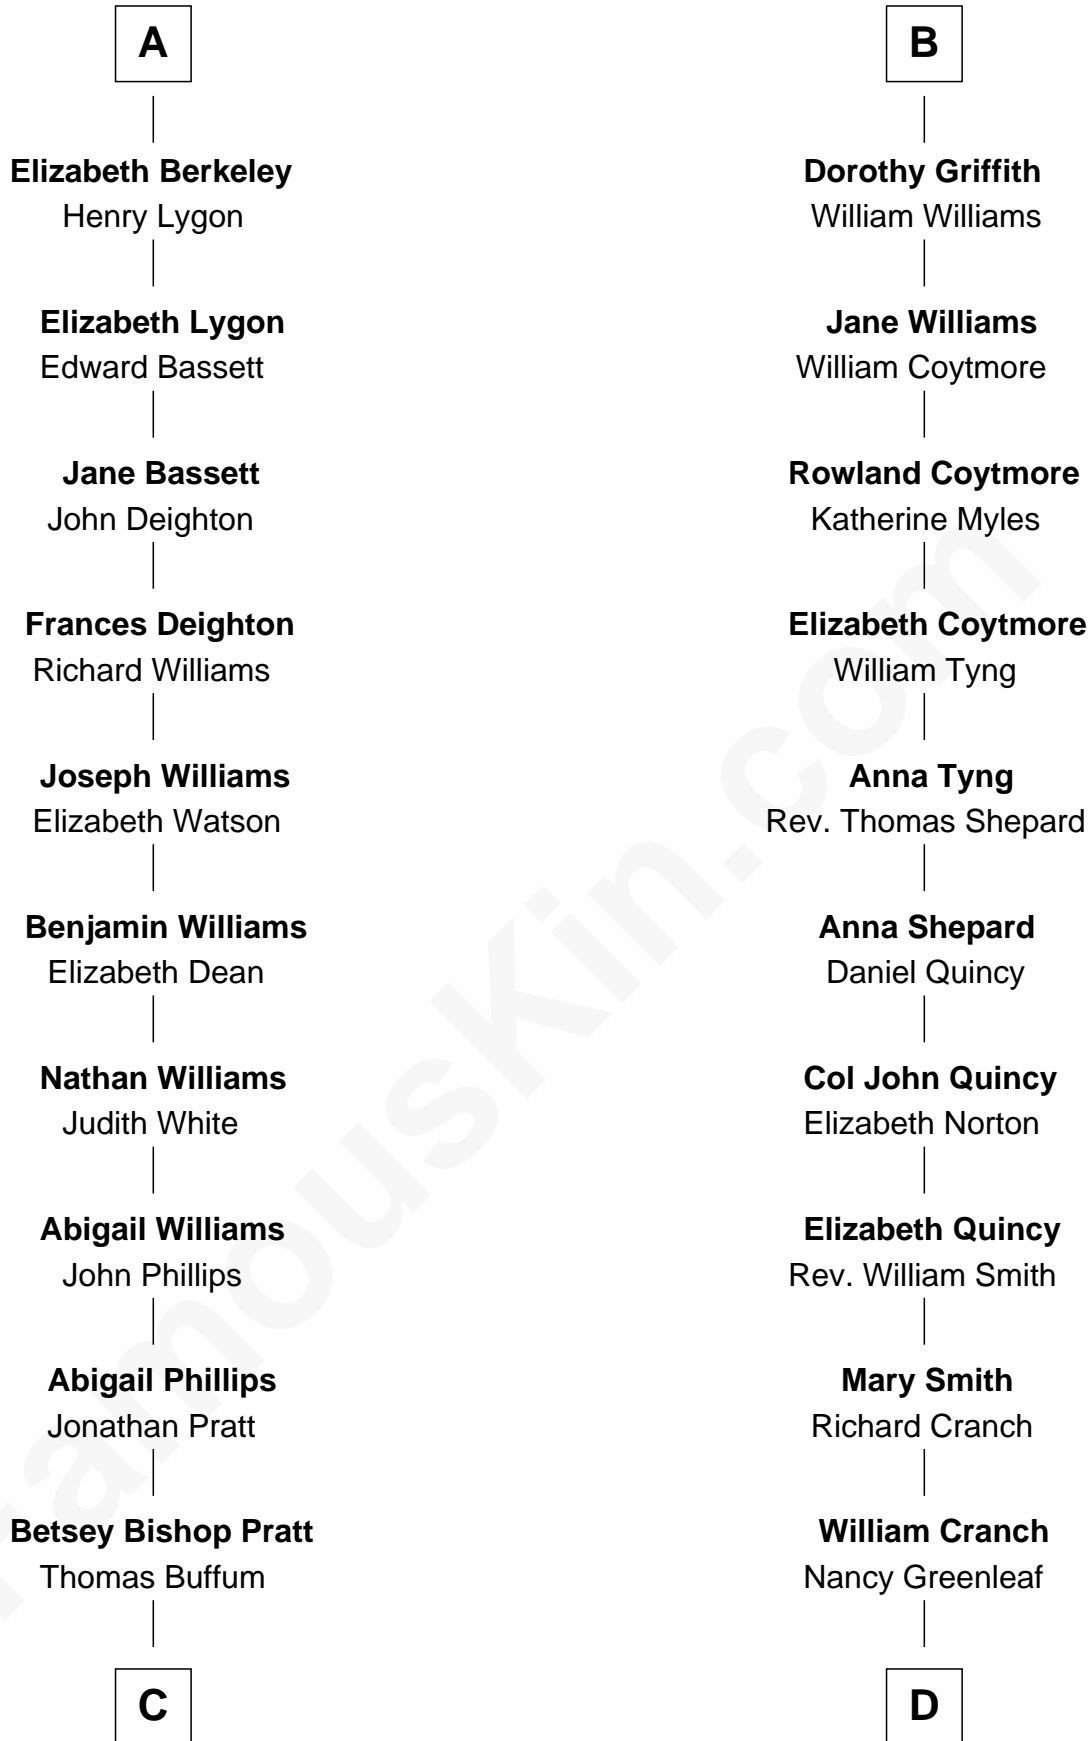 A
Elizabeth Berkeley
Henry Lygon
Elizabeth Lygon
Edward Bassett
Jane Bassett
John Deighton
Frances Deighton
Richard Williams
Joseph Williams
Elizabeth Watson
Benjamin Williams
Elizabeth Dean
Nathan Williams
Judith White
Abigail Williams
John Phillips
Abigail Phillips
Jonathan Pratt
Betsey Bishop Pratt
Thomas Buffum
C
B
Dorothy Griffith
William Williams
Jane Williams
William Coytmore
Rowland Coytmore
Katherine Myles
Elizabeth Coytmore
William Tyng
Anna Tyng
Rev. Thomas Shepard
Anna Shepard
Daniel Quincy
Col John Quincy
Elizabeth Norton
Elizabeth Quincy
Rev. William Smith
Mary Smith
Richard Cranch
William Cranch
Nancy Greenleaf
D
FamousKin.com